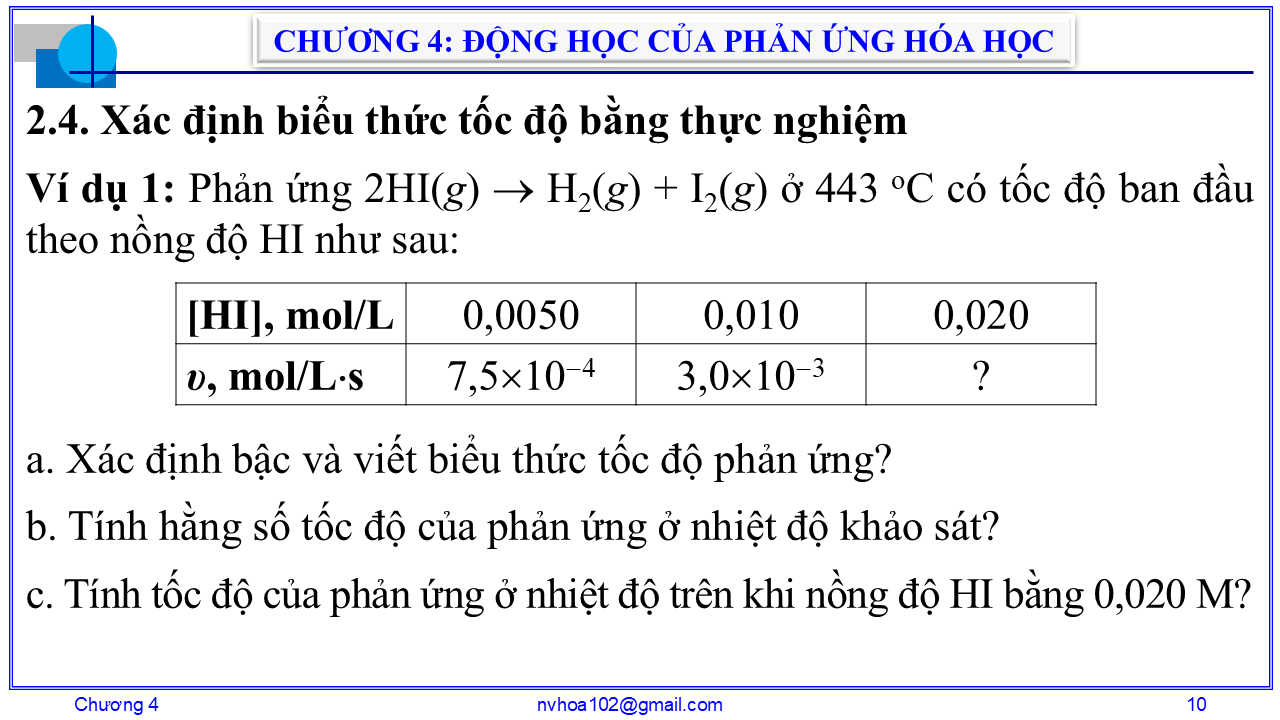 CHƯƠNG 4: ĐỘNG HỌC CỦA PHẢN ỨNG HÓA HỌC
2.4. Xác định biểu thức tốc độ bằng thực nghiệm
Ví dụ 1: Phản ứng 2HI(g) → H₂(g) + I₂(g) ở 443 ᵒC có tốc độ ban đầu
theo nồng độ HI như sau:
[HI], mol/L 0,0050 0,010 0,020
υ, mol/L·s 7,5×10⁻⁴ 3,0×10⁻³ ?
a. Xác định bậc và viết biểu thức tốc độ phản ứng?
b. Tính hằng số tốc độ của phản ứng ở nhiệt độ khảo sát?
c. Tính tốc độ của phản ứng ở nhiệt độ trên khi nồng độ HI bằng 0,020 M?
Chương 4 nvhoa102@gmail.com 10